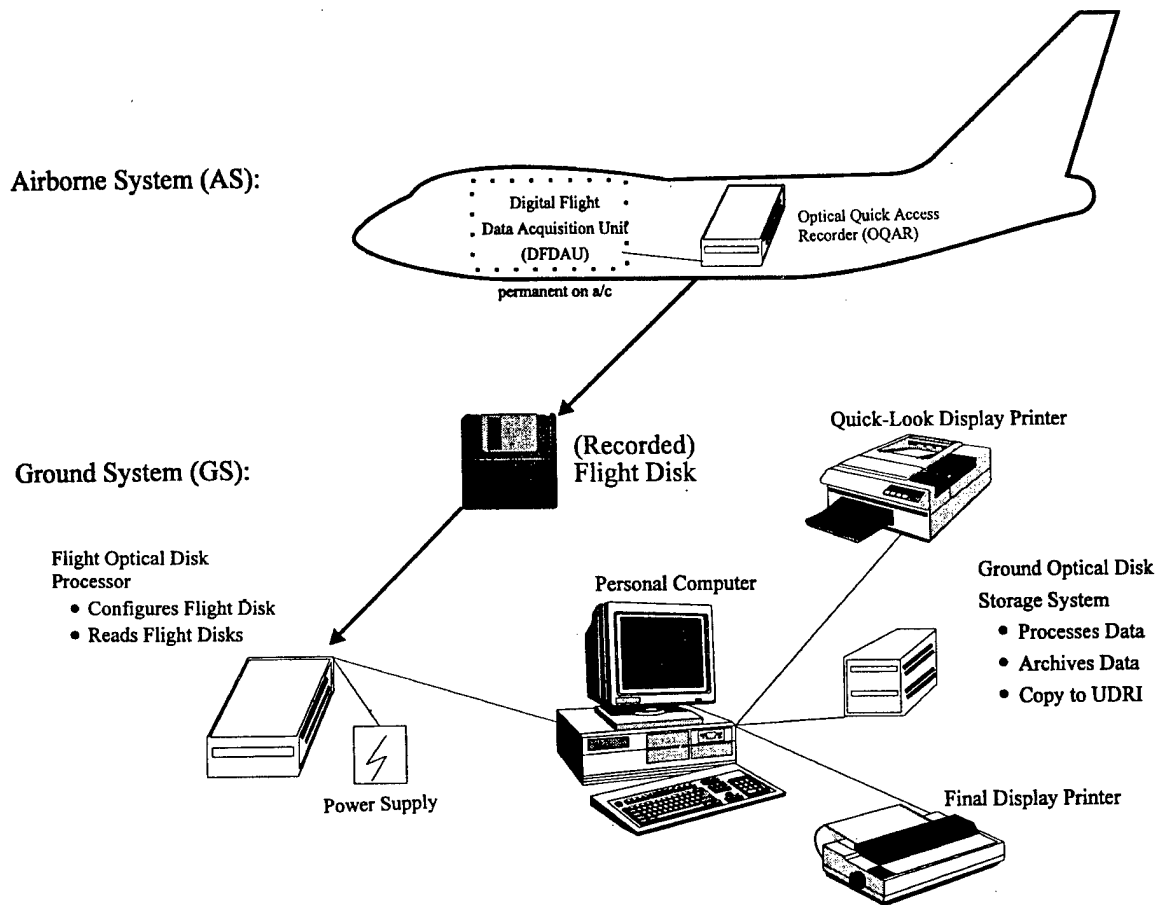 Airborne System (AS):
Digital Flight
Data Acquisition Unit
(DFDAU)
permanent on a/c
Optical Quick Access
Recorder (OQAR)
(Recorded)
Flight Disk
Quick-Look Display Printer
Ground System (GS):
Flight Optical Disk
Processor
• Configures Flight Disk
• Reads Flight Disks
Power Supply
Personal Computer
Ground Optical Disk
Storage System
• Processes Data
• Archives Data
• Copy to UDRI
Final Display Printer